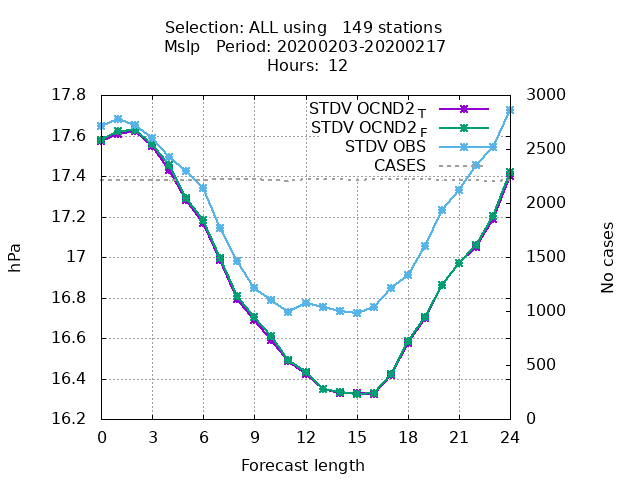 Selection: ALL using   149 stations
Mslp   Period: 20200203-20200217
Hours:  12
17.8
17.6
17.4
17.2
17
16.8
16.6
16.4
16.2
3000
2500
2000
1500
1000
500
0
STDV OCND2 T
STDV OCND2 F
STDV OBS
CASES
hPa
No cases
0 3 6 9 12 15 18 21 24
Forecast length